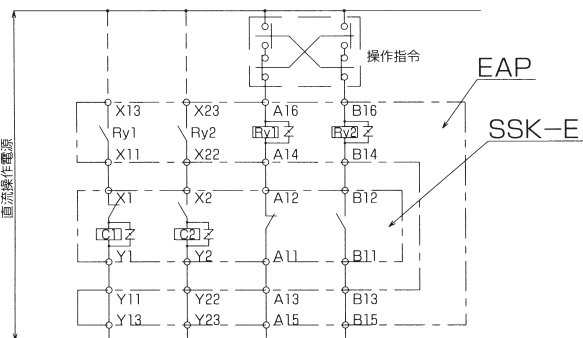 操作指令
EAP
X13 X23 A16 B16
Ry1 Ry2 Ry1 Ry2
SSK-E
X11 X22 A14 B14
直流操作電源
X1 X2 A12 B12
C1 C2
Y1 Y2 A11 B11
Y11 Y22 A13 B13
Y13 Y23 A15 B15